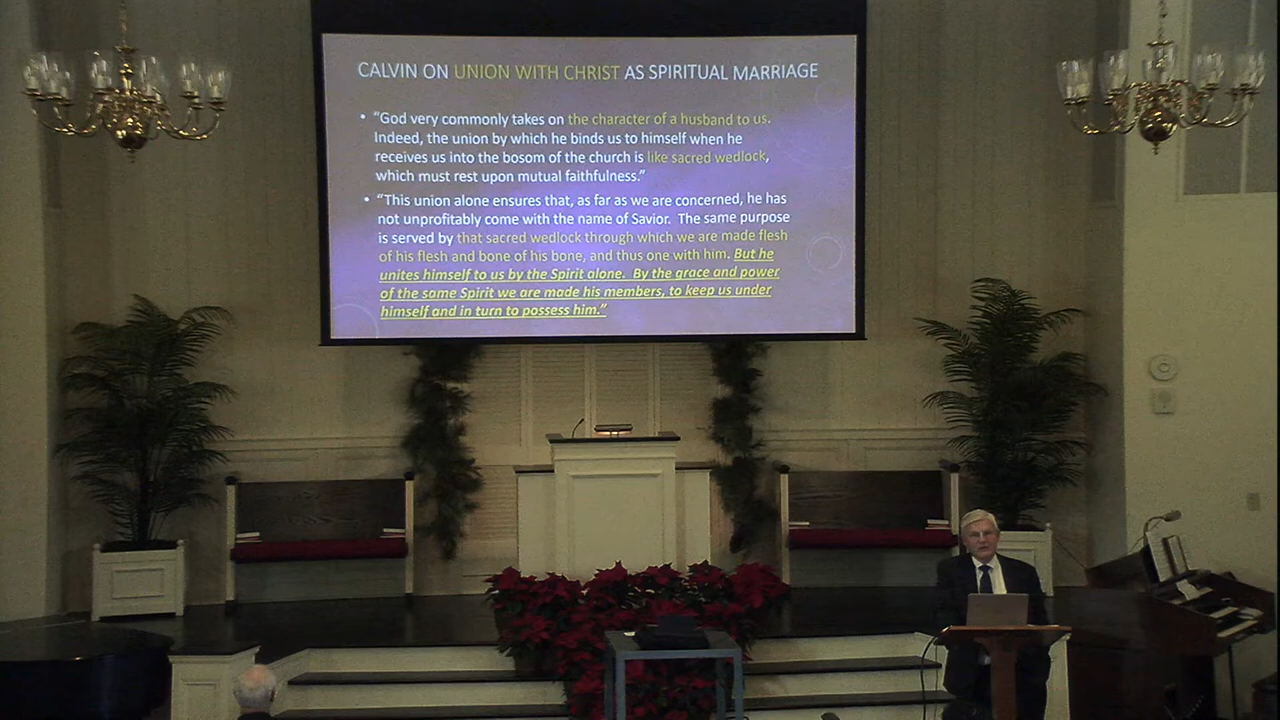 CALVIN ON UNION WITH CHRIST AS SPIRITUAL MARRIAGE
• "God very commonly takes on the character of a husband to us.
Indeed, the union by which he binds us to himself when he
receives us into the bosom of the church is like sacred wedlock,
which must rest upon mutual faithfulness."
• "This union alone ensures that, as far as we are concerned, he has
not unprofitably come with the name of Savior.  The same purpose
is served by that sacred wedlock through which we are made flesh
of his flesh and bone of his bone, and thus one with him. But he
unites himself to us by the Spirit alone.  By the grace and power
of the same Spirit we are made his members, to keep us under
himself and in turn to possess him."